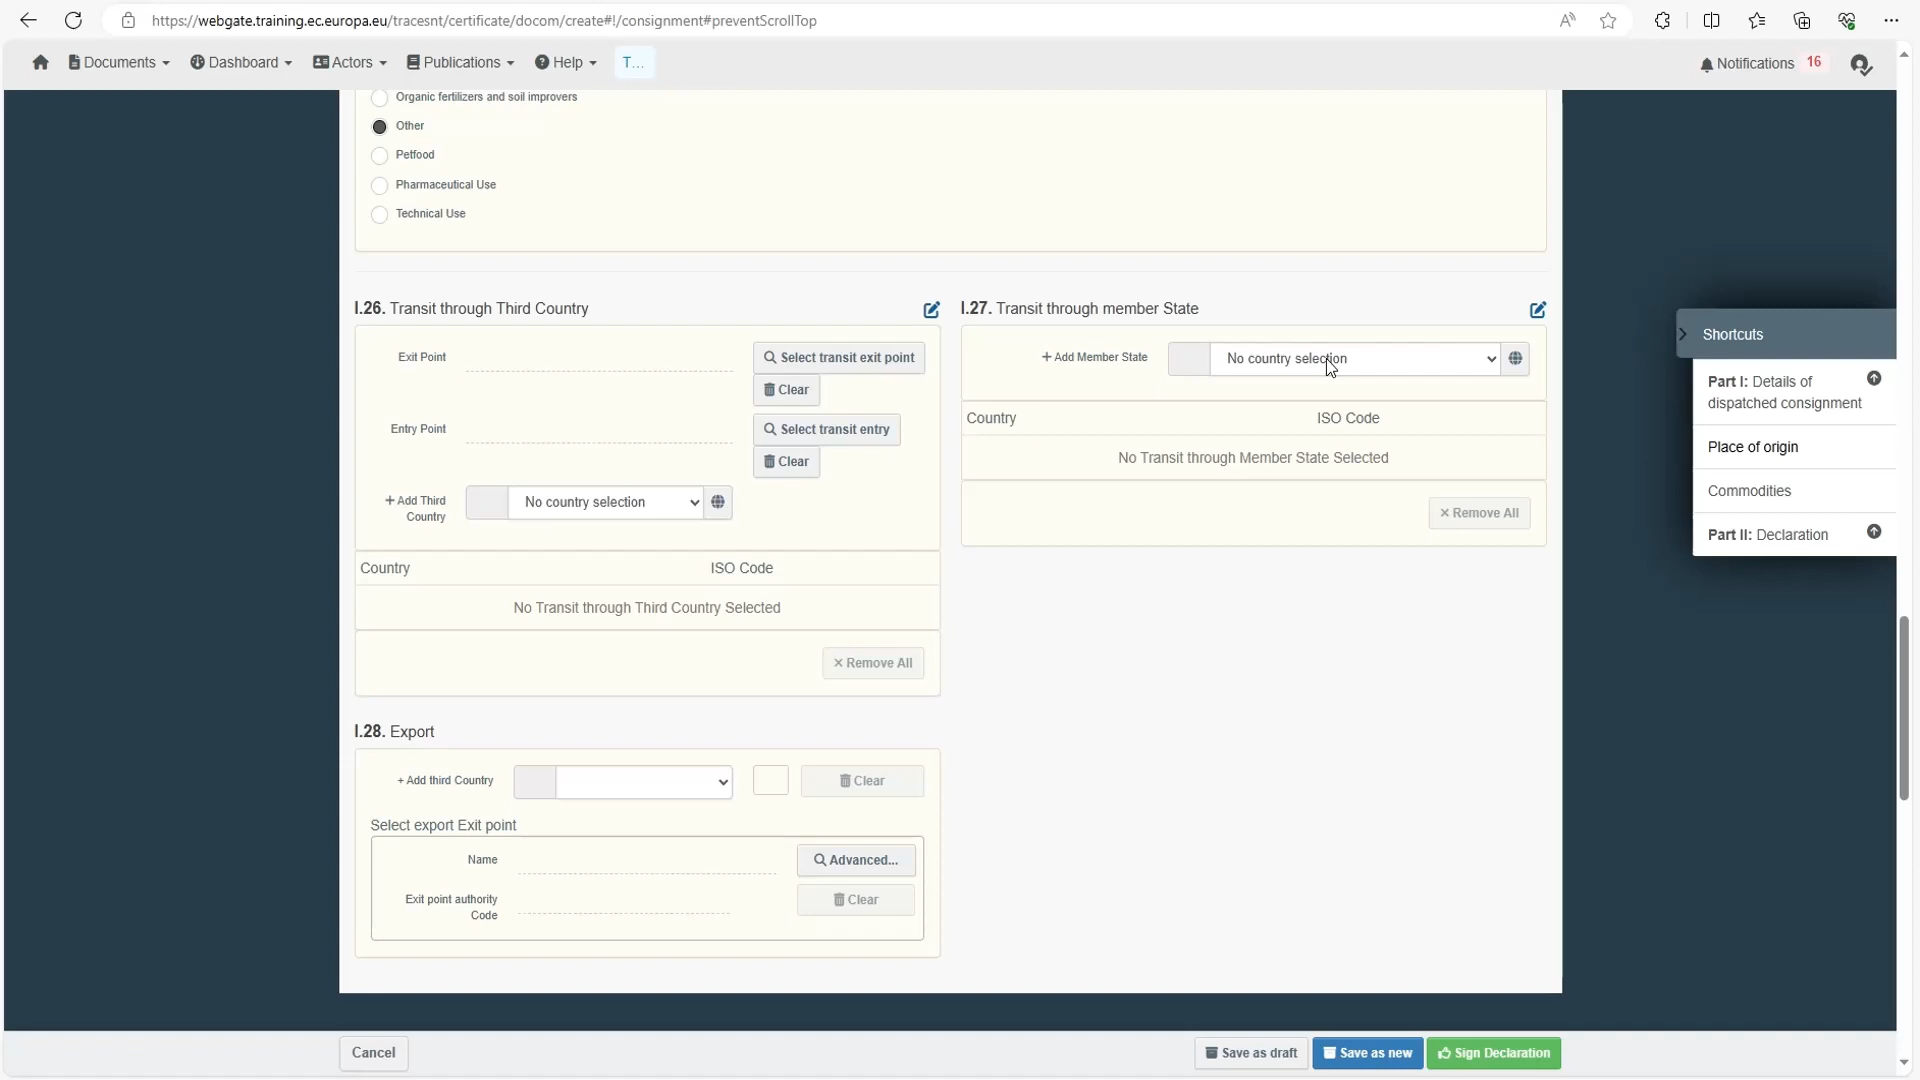 https://webgate.training.ec.europa.eu/tracesnt/certificate/docom/create#!/consignment#preventScrollTop
Documents Dashboard Actors Publications Help T... Notifications 16
Organic fertilizers and soil improvers
Other
Petfood
Pharmaceutical Use
Technical Use
I.26. Transit through Third Country
Exit Point
Select transit exit point
Clear
Entry Point
Select transit entry
Clear
+ Add Third
Country
No country selection
Country ISO Code
No Transit through Third Country Selected
× Remove All
I.27. Transit through member State
+ Add Member State No country selection
Country ISO Code
No Transit through Member State Selected
× Remove All
I.28. Export
+ Add third Country Clear
Select export Exit point
Name Advanced...
Exit point authority
Code
Clear
Shortcuts
Part I: Details of
dispatched consignment
Place of origin
Commodities
Part II: Declaration
Cancel Save as draft Save as new Sign Declaration